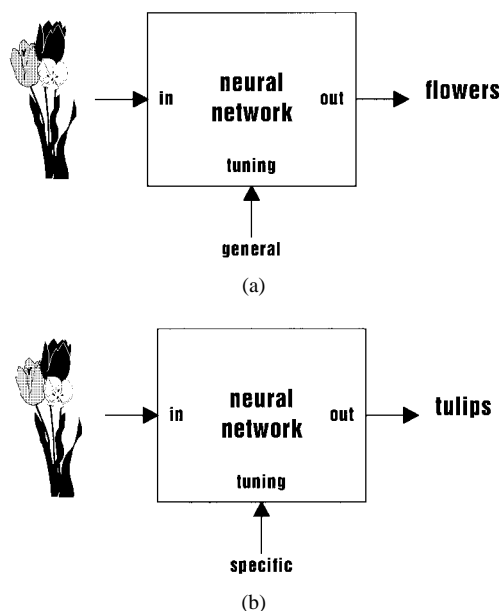 neural
network
in
out
flowers
tuning
general
(a)
neural
network
in
out
tulips
tuning
specific
(b)